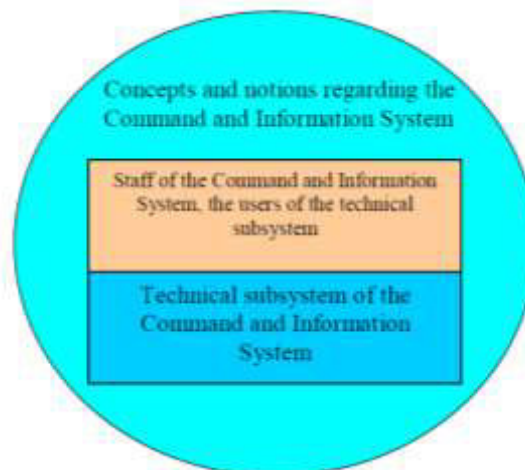 Concepts and notions regarding the
Command and Information System
Staff of the Command and Information
System, the users of the technical
subsystem
Technical subsystem of the
Command and Information
System